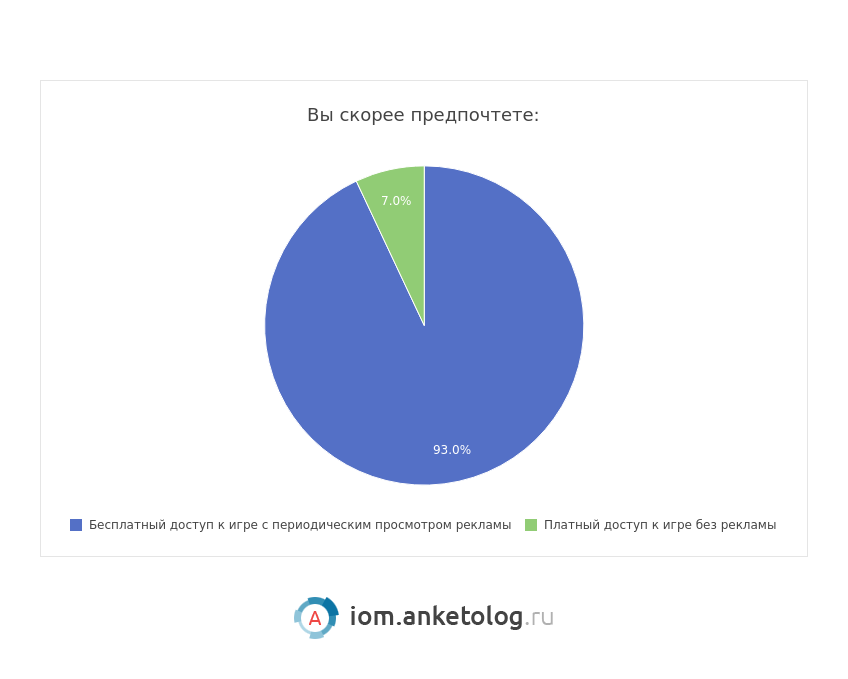 Вы скорее предпочтете:
7.0%
93.0%
Бесплатный доступ к игре с периодическим просмотром рекламы
Платный доступ к игре без рекламы
A
iom.anketolog.ru